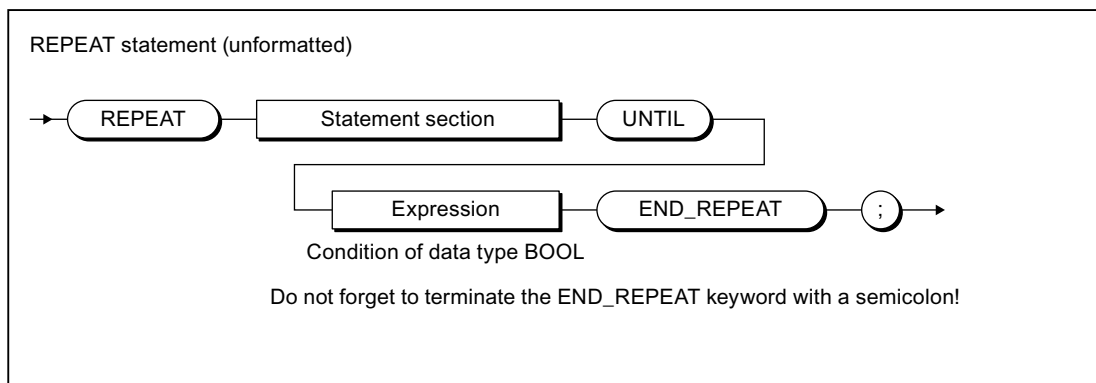 REPEAT statement (unformatted)
REPEAT Statement section UNTIL
Expression END_REPEAT ;
Condition of data type BOOL
Do not forget to terminate the END_REPEAT keyword with a semicolon!